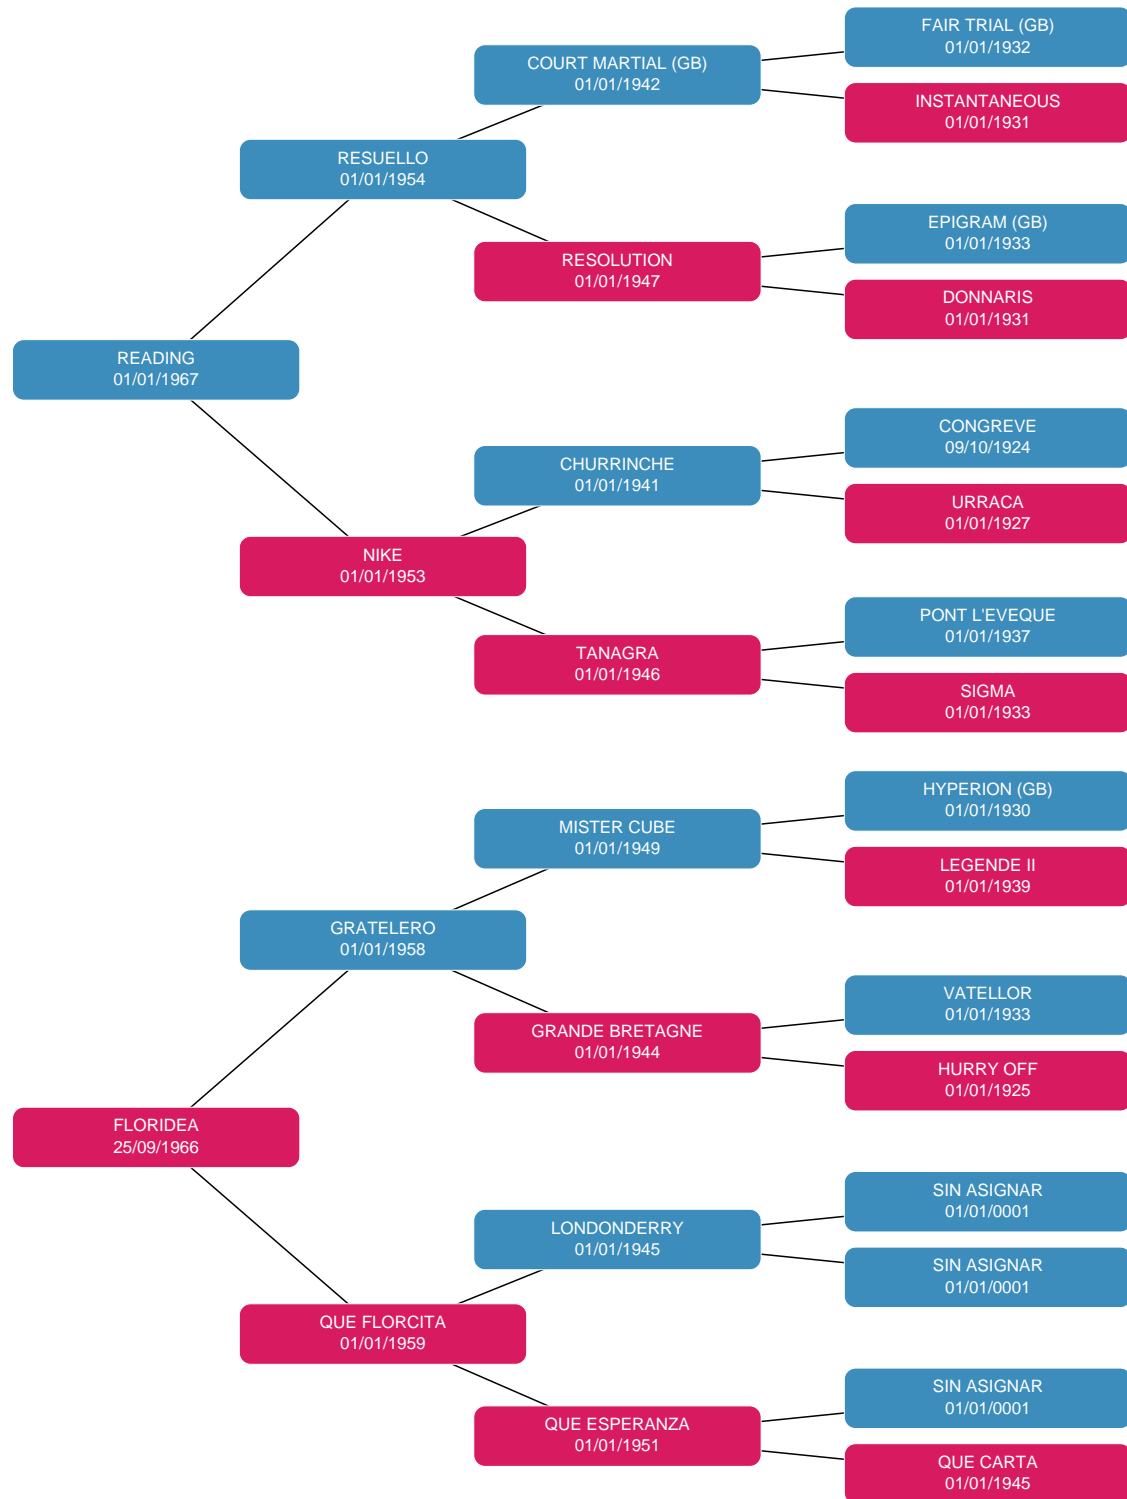 FAIR TRIAL (GB)
01/01/1932
COURT MARTIAL (GB)
01/01/1942
INSTANTANEOUS
01/01/1931
RESUELLO
01/01/1954
EPIGRAM (GB)
01/01/1933
RESOLUTION
01/01/1947
DONNARIS
01/01/1931
READING
01/01/1967
CONGREVE
09/10/1924
CHURRINCHE
01/01/1941
URRACA
01/01/1927
NIKE
01/01/1953
PONT L'EVEQUE
01/01/1937
TANAGRA
01/01/1946
SIGMA
01/01/1933
HYPERION (GB)
01/01/1930
MISTER CUBE
01/01/1949
LEGENDE II
01/01/1939
GRATELERO
01/01/1958
VATELLOR
01/01/1933
GRANDE BRETAGNE
01/01/1944
HURRY OFF
01/01/1925
FLORIDEA
25/09/1966
SIN ASIGNAR
01/01/0001
LONDONDERRY
01/01/1945
SIN ASIGNAR
01/01/0001
QUE FLORCITA
01/01/1959
SIN ASIGNAR
01/01/0001
QUE ESPERANZA
01/01/1951
QUE CARTA
01/01/1945